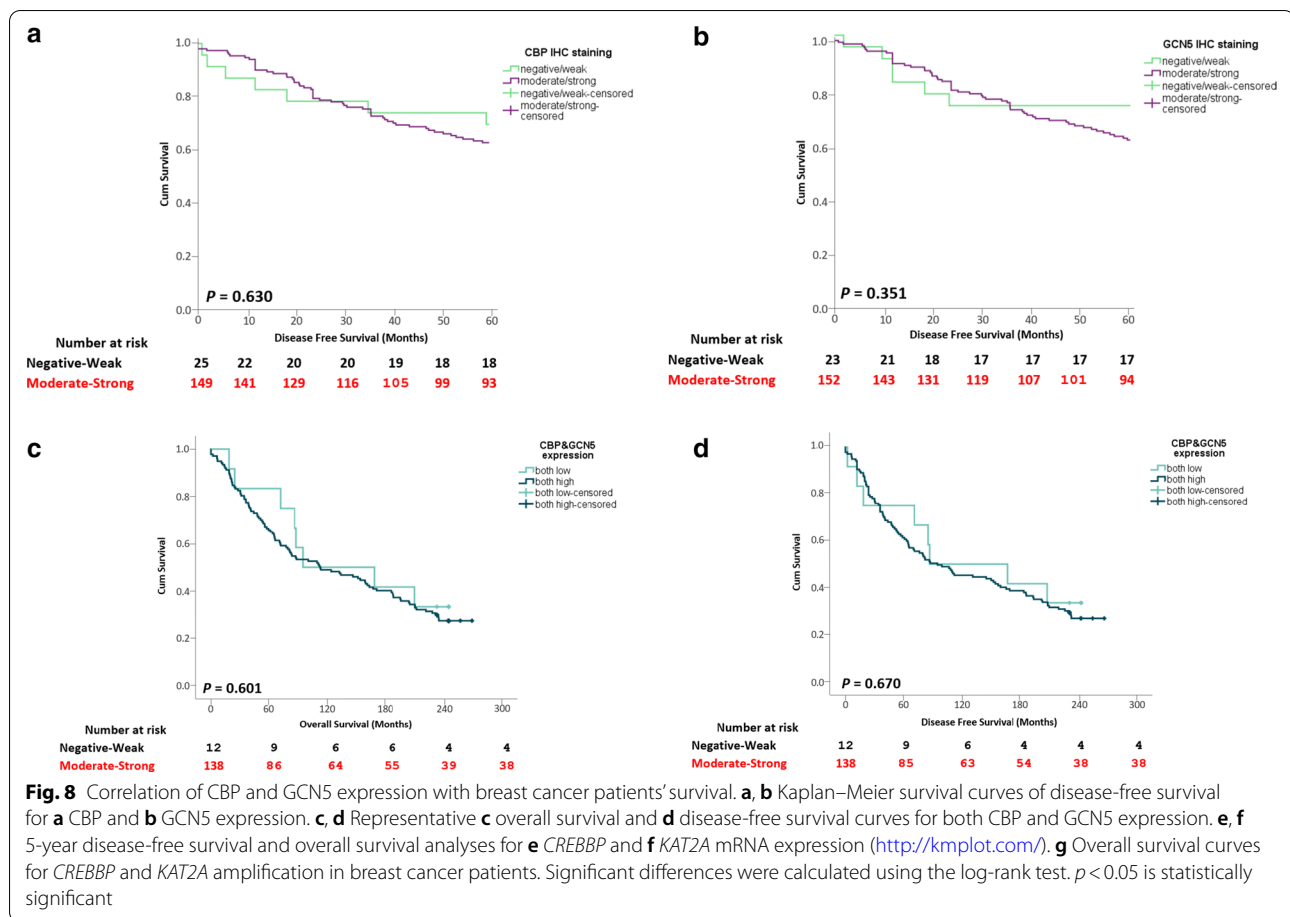 a
CBP IHC staining
negative/weak
moderate/strong
negative/weak-censored
moderate/strong-
censored
Cum Survival
1.0
0.8
0.6
0.4
0.2
0.0
P = 0.630
0 10 20 30 40 50 60
Disease Free Survival (Months)
Number at risk
Negative-Weak 25 22 20 20 19 18 18
Moderate-Strong 149 141 129 116 105 99 93
b
GCN5 IHC staining
negative/weak
moderate/strong
negative/weak-censored
moderate/strong-
censored
Cum Survival
1.0
0.8
0.6
0.4
0.2
0.0
P = 0.351
0 10 20 30 40 50 60
Disease Free Survival (Months)
Number at risk
Negative-Weak 23 21 18 17 17 17 17
Moderate-Strong 152 143 131 119 107 101 94
c
CBP&GCN5
expression
both low
both high
both low-censored
both high-censored
Cum Survival
1.0
0.8
0.6
0.4
0.2
0.0
P = 0.601
0 60 120 180 240 300
Overall Survival (Months)
Number at risk
Negative-Weak 12 9 6 6 4 4
Moderate-Strong 138 86 64 55 39 38
d
CBP&GCN5
expression
both low
both high
both low-censored
both high-censored
Cum Survival
1.0
0.8
0.6
0.4
0.2
0.0
P = 0.670
0 60 120 180 240 300
Disease Free Survival (Months)
Number at risk
Negative-Weak 12 9 6 4 4 4
Moderate-Strong 138 85 63 54 38 38
Fig. 8 Correlation of CBP and GCN5 expression with breast cancer patients' survival. a, b Kaplan–Meier survival curves of disease-free survival
for a CBP and b GCN5 expression. c, d Representative c overall survival and d disease-free survival curves for both CBP and GCN5 expression. e, f
5-year disease-free survival and overall survival analyses for e CREBBP and f KAT2A mRNA expression (http://kmplot.com/). g Overall survival curves
for CREBBP and KAT2A amplification in breast cancer patients. Significant differences were calculated using the log-rank test. p < 0.05 is statistically
significant